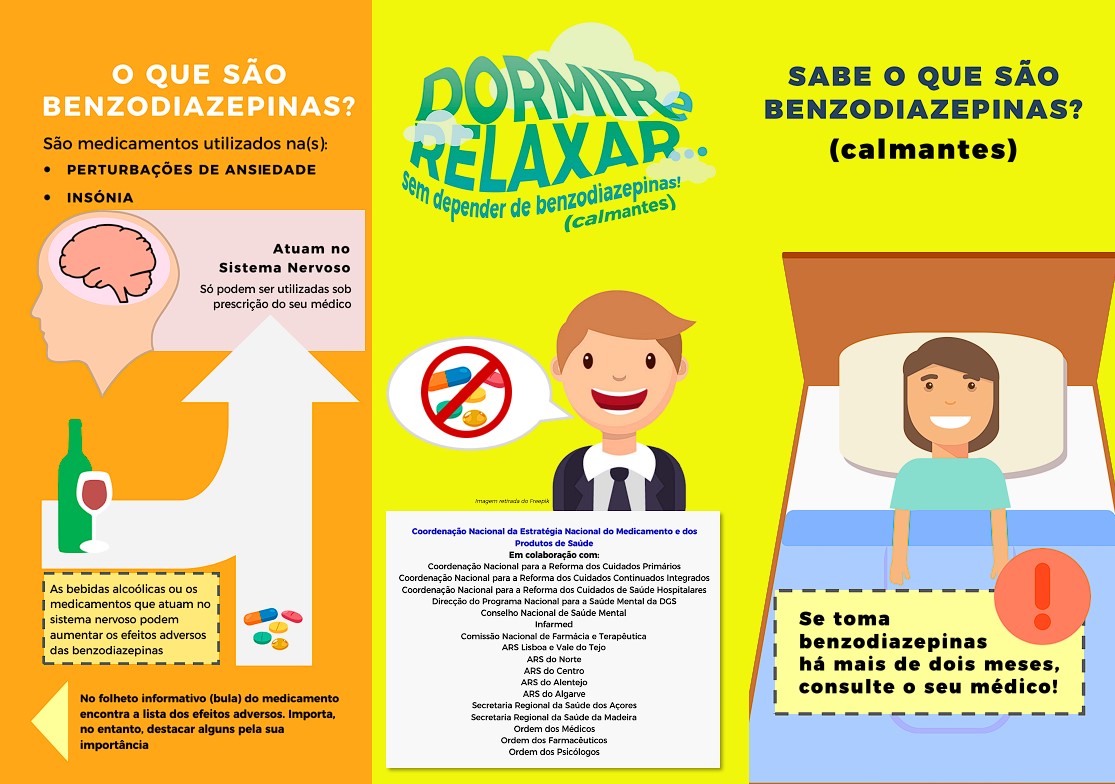 O QUE SÃO
BENZODIAZEPINAS?
São medicamentos utilizados na(s):
• PERTURBAÇÕES DE ANSIEDADE
• INSÓNIA
Atuam no
Sistema Nervoso
Só podem ser utilizadas sob
prescrição do seu médico
As bebidas alcoólicas ou os
medicamentos que atuam no
sistema nervoso podem
aumentar os efeitos adversos
das benzodiazepinas
No folheto informativo (bula) do medicamento
encontra a lista dos efeitos adversos. Importa,
no entanto, destacar alguns pela sua
importância
DORMIR e
RELAXAR...
sem depender de benzodiazepinas!
(calmantes)
Imagem retirada do Freepik
Coordenação Nacional da Estratégia Nacional do Medicamento e dos
Produtos de Saúde
Em colaboração com:
Coordenação Nacional para a Reforma dos Cuidados Primários
Coordenação Nacional para a Reforma dos Cuidados Continuados Integrados
Coordenação Nacional para a Reforma dos Cuidados de Saúde Hospitalares
Direcção do Programa Nacional para a Saúde Mental da DGS
Conselho Nacional de Saúde Mental
Infarmed
Comissão Nacional de Farmácia e Terapêutica
ARS Lisboa e Vale do Tejo
ARS do Norte
ARS do Centro
ARS do Alentejo
ARS do Algarve
Secretaria Regional da Saúde dos Açores
Secretaria Regional da Saúde da Madeira
Ordem dos Médicos
Ordem dos Farmacêuticos
Ordem dos Psicólogos
SABE O QUE SÃO
BENZODIAZEPINAS?
(calmantes)
Se toma
benzodiazepinas
há mais de dois meses,
consulte o seu médico!